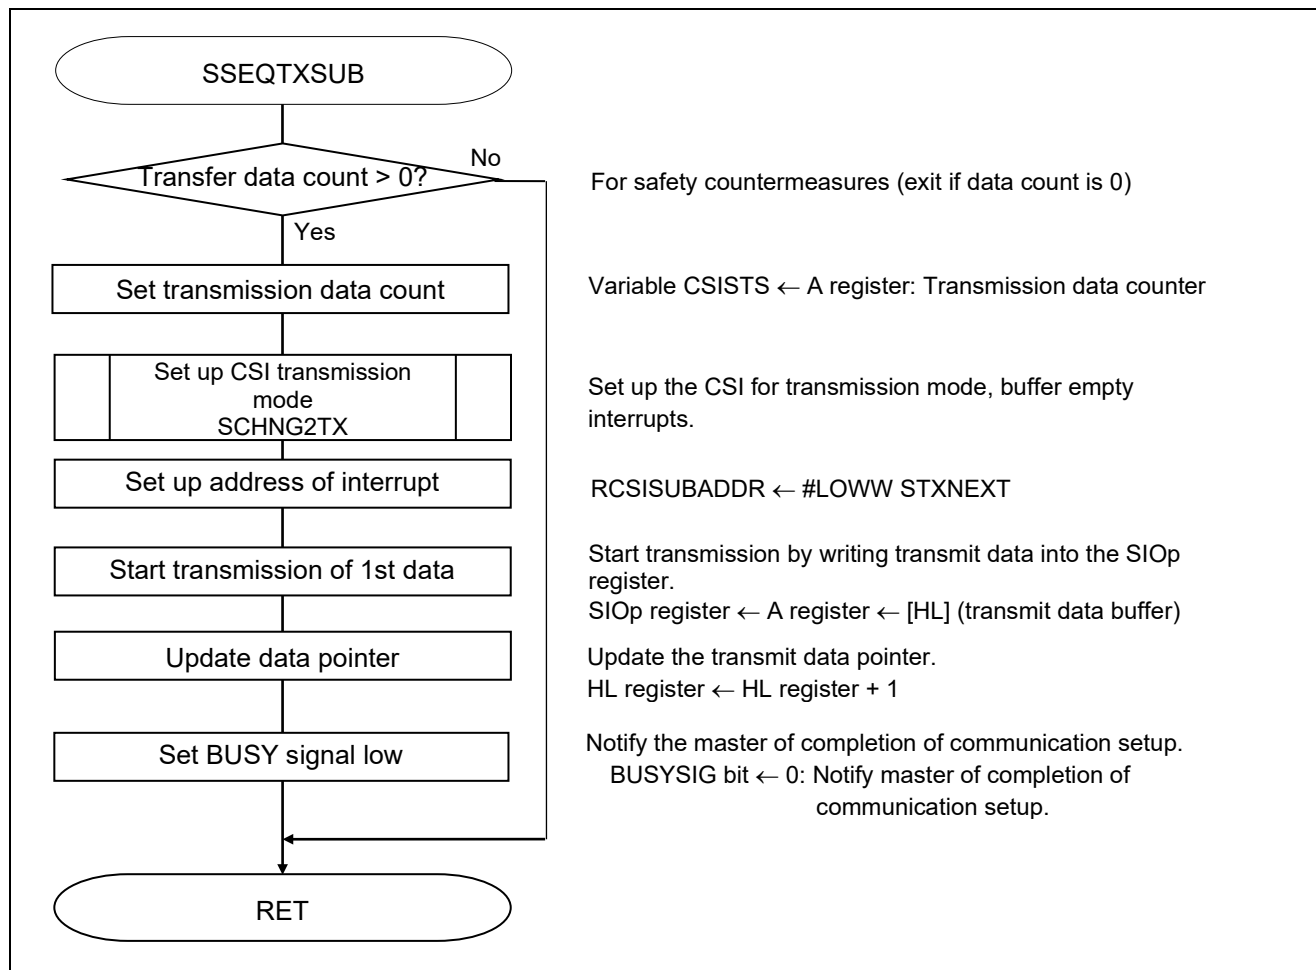 SSEQTXSUB
No
Transfer data count > 0?
For safety countermeasures (exit if data count is 0)
Yes
Set transmission data count
Variable CSISTS ← A register: Transmission data counter
Set up CSI transmission
mode
SCHNG2TX
Set up the CSI for transmission mode, buffer empty
interrupts.
Set up address of interrupt
RCSISUBADDR ← #LOWW STXNEXT
Start transmission of 1st data
Start transmission by writing transmit data into the SIOp
register.
SIOp register ← A register ← [HL] (transmit data buffer)
Update data pointer
Update the transmit data pointer.
HL register ← HL register + 1
Set BUSY signal low
Notify the master of completion of communication setup.
BUSYSIG bit ← 0: Notify master of completion of
communication setup.
RET